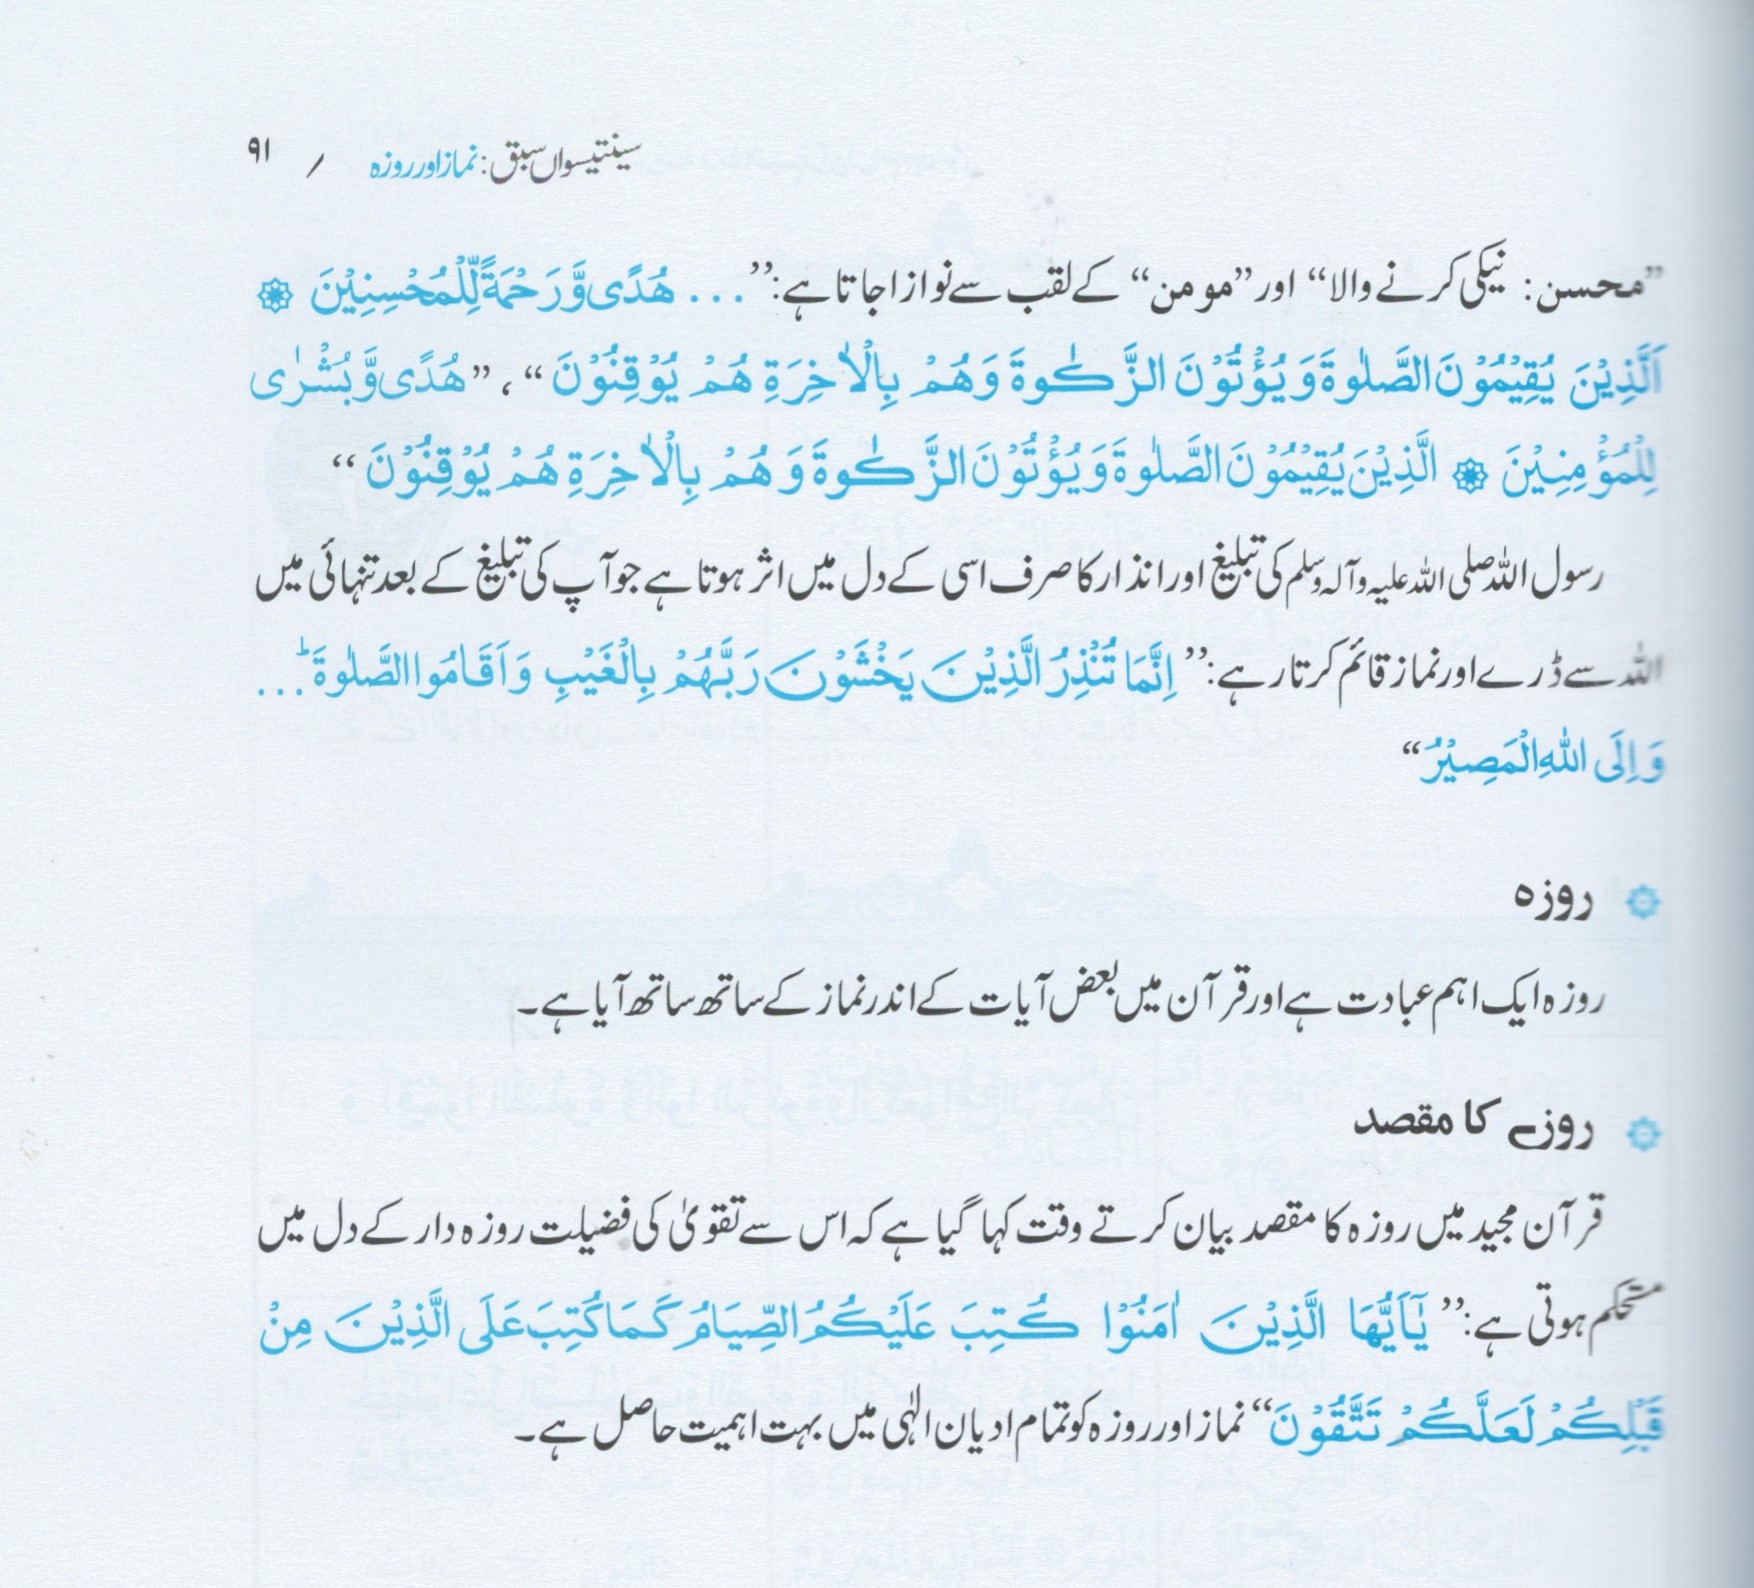 سینتیسواں سبق: نماز اور روزہ / ۹۱
”محسن: نیکی کرنے والا“ اور ”مومن“ کے لقب سے نوازا جاتا ہے: ”... هُدًى وَّرَحْمَةً لِّلْمُحْسِنِيْنَ ۞
اَلَّذِيْنَ يُقِيْمُوْنَ الصَّلٰوةَ وَ يُؤْتُوْنَ الزَّكٰوةَ وَ هُمْ بِالْاٰخِرَةِ هُمْ يُوْقِنُوْنَ“، ”هُدًى وَّ بُشْرٰى
لِلْمُؤْمِنِيْنَ ۞ الَّذِيْنَ يُقِيْمُوْنَ الصَّلٰوةَ وَ يُؤْتُوْنَ الزَّكٰوةَ وَ هُمْ بِالْاٰخِرَةِ هُمْ يُوْقِنُوْنَ“
رسول اللہ صلی اللہ علیہ وآلہ وسلم کی تبلیغ اور انذار کا صرف اسی کے دل میں اثر ہوتا ہے جو آپ کی تبلیغ کے بعد تنہائی میں
اللہ سے ڈرے اور نماز قائم کرتا رہے: ”اِنَّمَا تُنْذِرُ الَّذِيْنَ يَخْشَوْنَ رَبَّهُمْ بِالْغَيْبِ وَ اَقَامُوا الصَّلٰوةَ ؕ ...
وَ اِلَى اللّٰهِ الْمَصِيْرُ“
روزہ
روزہ ایک اہم عبادت ہے اور قرآن میں بعض آیات کے اندر نماز کے ساتھ ساتھ آیا ہے۔
روزے کا مقصد
قرآن مجید میں روزہ کا مقصد بیان کرتے وقت کہا گیا ہے کہ اس سے تقویٰ کی فضیلت روزہ دار کے دل میں
مستحکم ہوتی ہے: ”يٰٓاَيُّهَا الَّذِيْنَ اٰمَنُوْا كُتِبَ عَلَيْكُمُ الصِّيَامُ كَمَا كُتِبَ عَلَى الَّذِيْنَ مِنْ
قَبْلِكُمْ لَعَلَّكُمْ تَتَّقُوْنَ“ نماز اور روزہ کو تمام ادیان الٰہی میں بہت اہمیت حاصل ہے۔